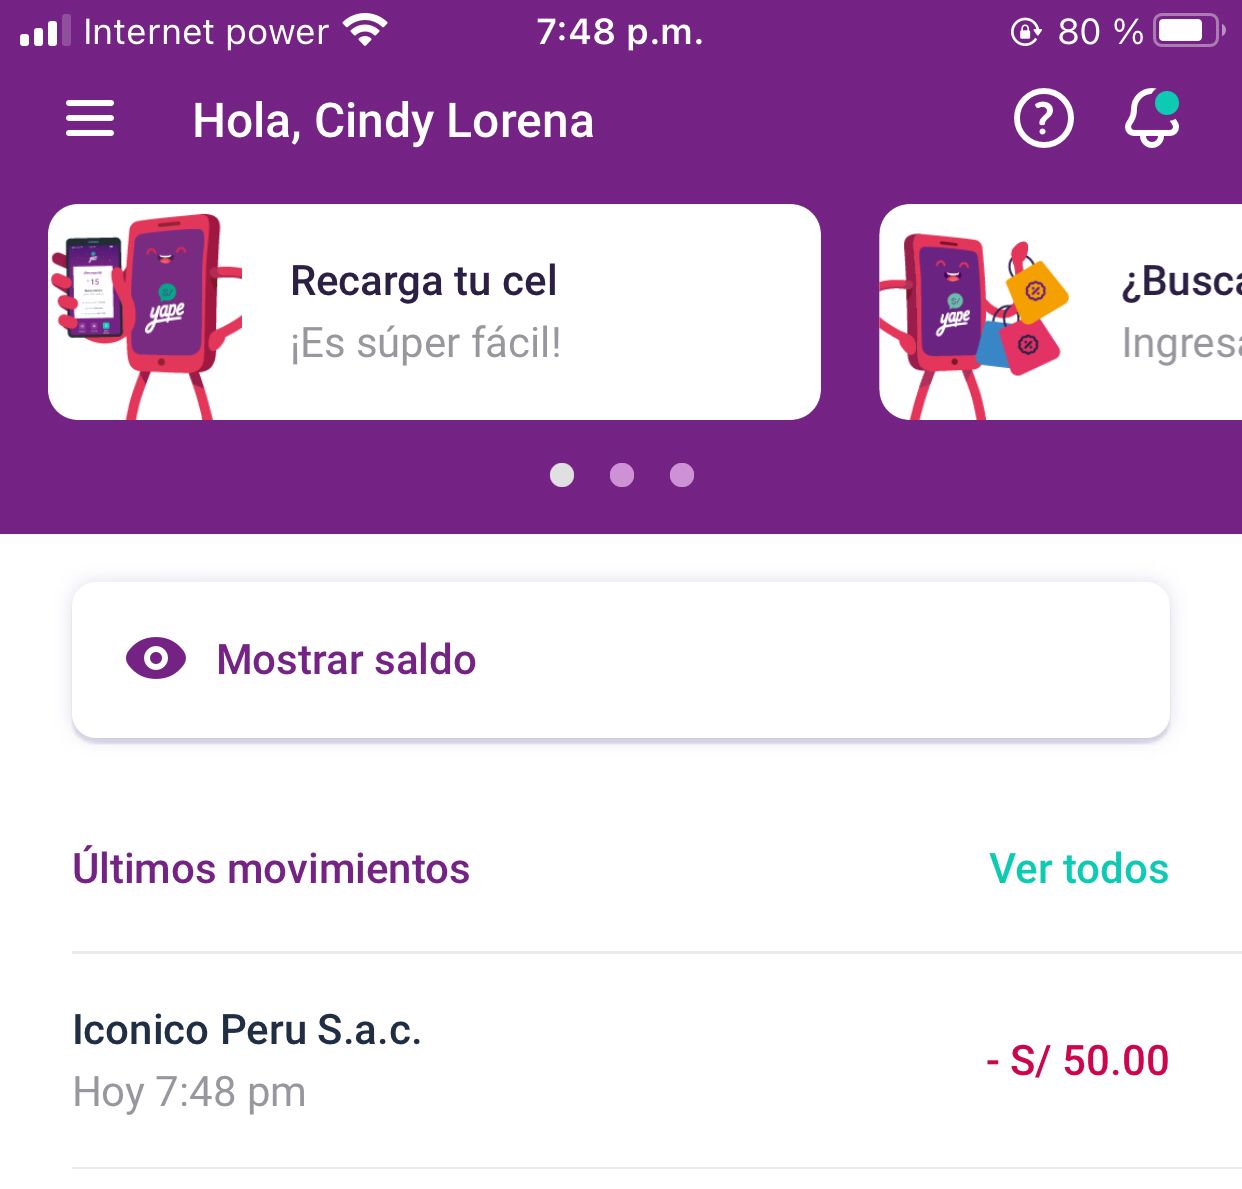 Internet power 7:48 p.m. 80 %
Hola, Cindy Lorena
Recarga tu cel
¡Es súper fácil!
yape
¿Busca
Ingresa
yape
Mostrar saldo
Últimos movimientos Ver todos
Iconico Peru S.a.c.
Hoy 7:48 pm
- S/ 50.00